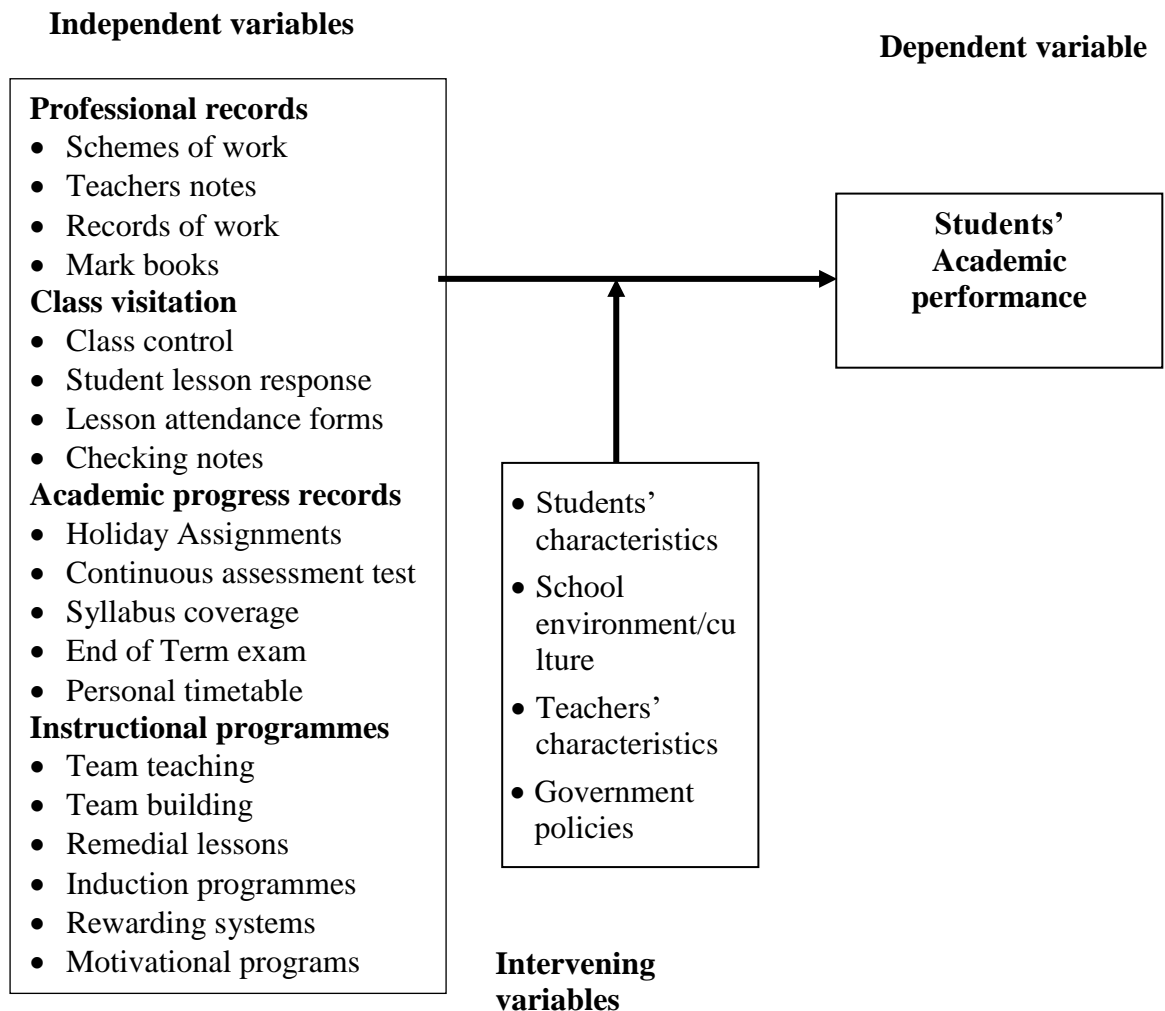 Independent variables
Dependent variable
Professional records
• Schemes of work
• Teachers notes
• Records of work
• Mark books
Class visitation
• Class control
• Student lesson response
• Lesson attendance forms
• Checking notes
Academic progress records
• Holiday Assignments
• Continuous assessment test
• Syllabus coverage
• End of Term exam
• Personal timetable
Instructional programmes
• Team teaching
• Team building
• Remedial lessons
• Induction programmes
• Rewarding systems
• Motivational programs
Students’
Academic
performance
• Students’
characteristics
• School
environment/cu
lture
• Teachers’
characteristics
• Government
policies
Intervening
variables